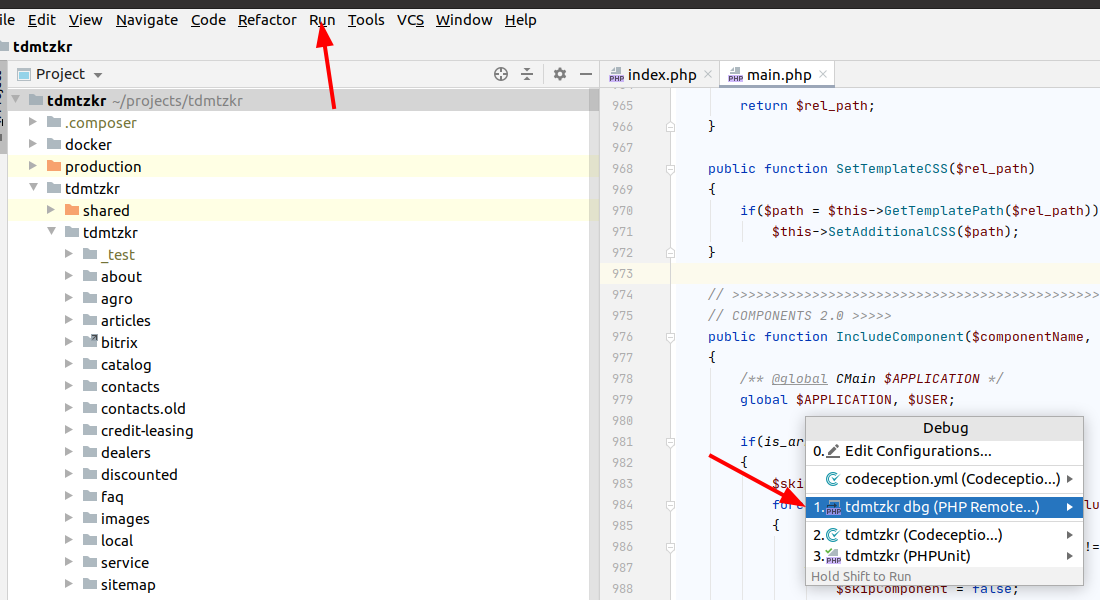 ile Edit View Navigate Code Refactor Run Tools VCS Window Help
tdmtzkr
Project
tdmtzkr ~/projects/tdmtzkr
.composer
docker
production
tdmtzkr
shared
tdmtzkr
_test
about
agro
articles
bitrix
catalog
contacts
contacts.old
credit-leasing
dealers
discounted
faq
images
local
service
sitemap
index.php
main.php
965 return $rel_path;
966 }
967
968 public function SetTemplateCSS($rel_path)
969 {
970 if($path = $this->GetTemplatePath($rel_path))
971 $this->SetAdditionalCSS($path);
972 }
973
974 // >>>>>>>>>>>>>>>>>>>>>>>>>>>>>>>>>>>>>>>>>>>>>>
975 // COMPONENTS 2.0 >>>>>
976 public function IncludeComponent($componentName,
977 {
978 /** @global CMain $APPLICATION */
979 global $APPLICATION, $USER;
980
981 if(is_ar
982 {
983 $ski
984 fore lu
985 {
986 !=
987
988 $skipComponent = false;
Debug
0. Edit Configurations...
codeception.yml (Codeceptio...)
1. tdmtzkr dbg (PHP Remote...)
2. tdmtzkr (Codeceptio...)
3. tdmtzkr (PHPUnit)
Hold Shift to Run